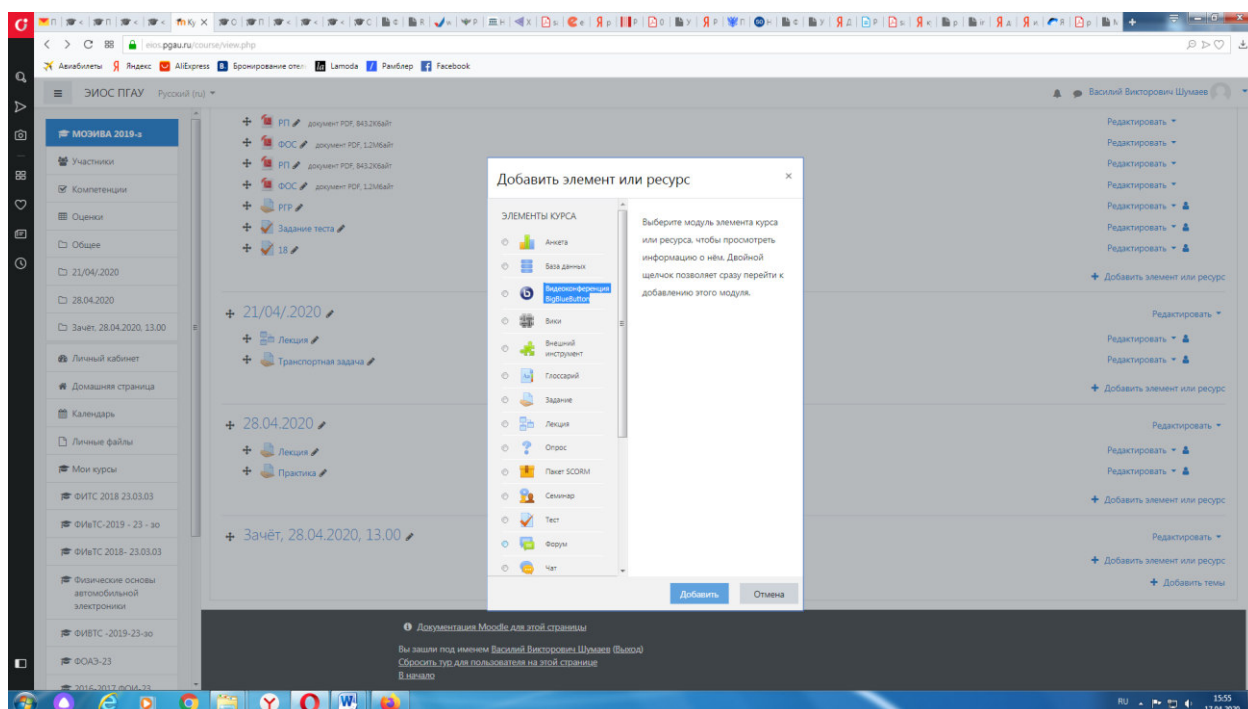 eios.pgau.ru/course/view.php
Авиабилеты Яндекс AliExpress Бронирование отел Lamoda Рамблер Facebook
ЭИОС ПГАУ Русский (ru)
Василий Викторович Шумаев
МОЭИВА 2019-з
Участники
Компетенции
Оценки
Общее
21/04/.2020
28.04.2020
Зачёт, 28.04.2020, 13.00
Личный кабинет
Домашняя страница
Календарь
Личные файлы
Мои курсы
ФИТС 2018 23.03.03
ФИвТС-2019 - 23 - зо
ФИвТС 2018- 23.03.03
Физические основы
автомобильной
электроники
ФИВТС -2019-23-зо
ФОАЭ-23
2016-2017 ФОИ-23
РП документ PDF, 843.2Кбайт
Редактировать
ФОС документ PDF, 1.2Мбайт
Редактировать
РП документ PDF, 843.2Кбайт
Редактировать
ФОС документ PDF, 1.2Мбайт
Редактировать
РГР
Редактировать
Задание теста
Редактировать
18
Редактировать
Добавить элемент или ресурс
21/04/.2020
Редактировать
Лекция
Редактировать
Транспортная задача
Редактировать
Добавить элемент или ресурс
28.04.2020
Редактировать
Лекция
Редактировать
Практика
Редактировать
Добавить элемент или ресурс
Зачёт, 28.04.2020, 13.00
Редактировать
Добавить элемент или ресурс
Добавить темы
Добавить элемент или ресурс
×
ЭЛЕМЕНТЫ КУРСА
Анкета
База данных
Видеоконференция
BigBlueButton
Вики
Внешний
инструмент
Глоссарий
Задание
Лекция
Опрос
Пакет SCORM
Семинар
Тест
Форум
Чат
Выберите модуль элемента курса
или ресурса, чтобы просмотреть
информацию о нём. Двойной
щелчок позволяет сразу перейти к
добавлению этого модуля.
Добавить Отмена
Документация Moodle для этой страницы
Вы зашли под именем Василий Викторович Шумаев (Выход)
Сбросить тур для пользователя на этой странице
В начало
RU
15:55
17.04.2020